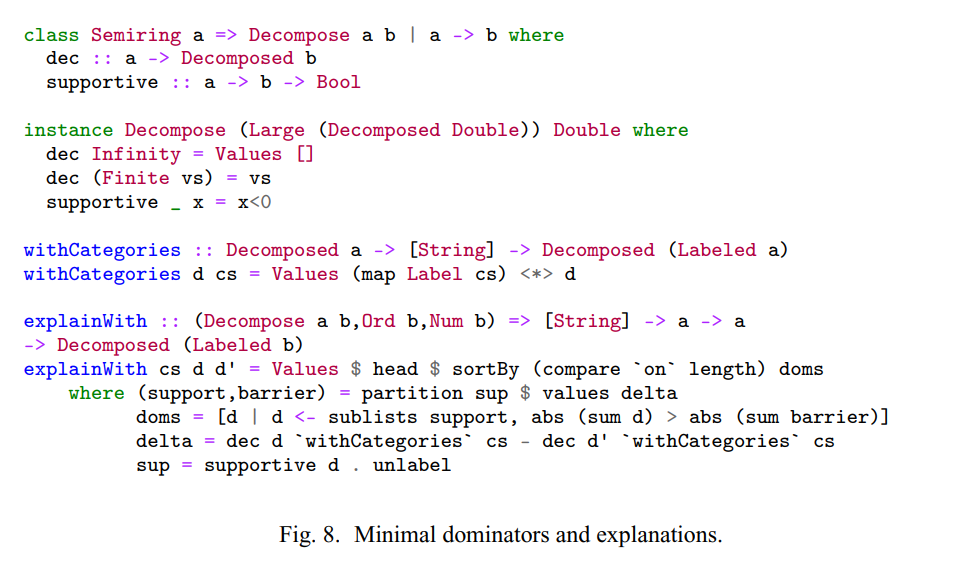 class Semiring a => Decompose a b | a -> b where
  dec :: a -> Decomposed b
  supportive :: a -> b -> Bool

instance Decompose (Large (Decomposed Double)) Double where
  dec Infinity = Values []
  dec (Finite vs) = vs
  supportive _ x = x<0

withCategories :: Decomposed a -> [String] -> Decomposed (Labeled a)
withCategories d cs = Values (map Label cs) <*> d

explainWith :: (Decompose a b,Ord b,Num b) => [String] -> a -> a
-> Decomposed (Labeled b)
explainWith cs d d' = Values $ head $ sortBy (compare `on` length) doms
    where (support,barrier) = partition sup $ values delta
          doms = [d | d <- sublists support, abs (sum d) > abs (sum barrier)]
          delta = dec d `withCategories` cs - dec d' `withCategories` cs
          sup = supportive d . unlabel

Fig. 8. Minimal dominators and explanations.